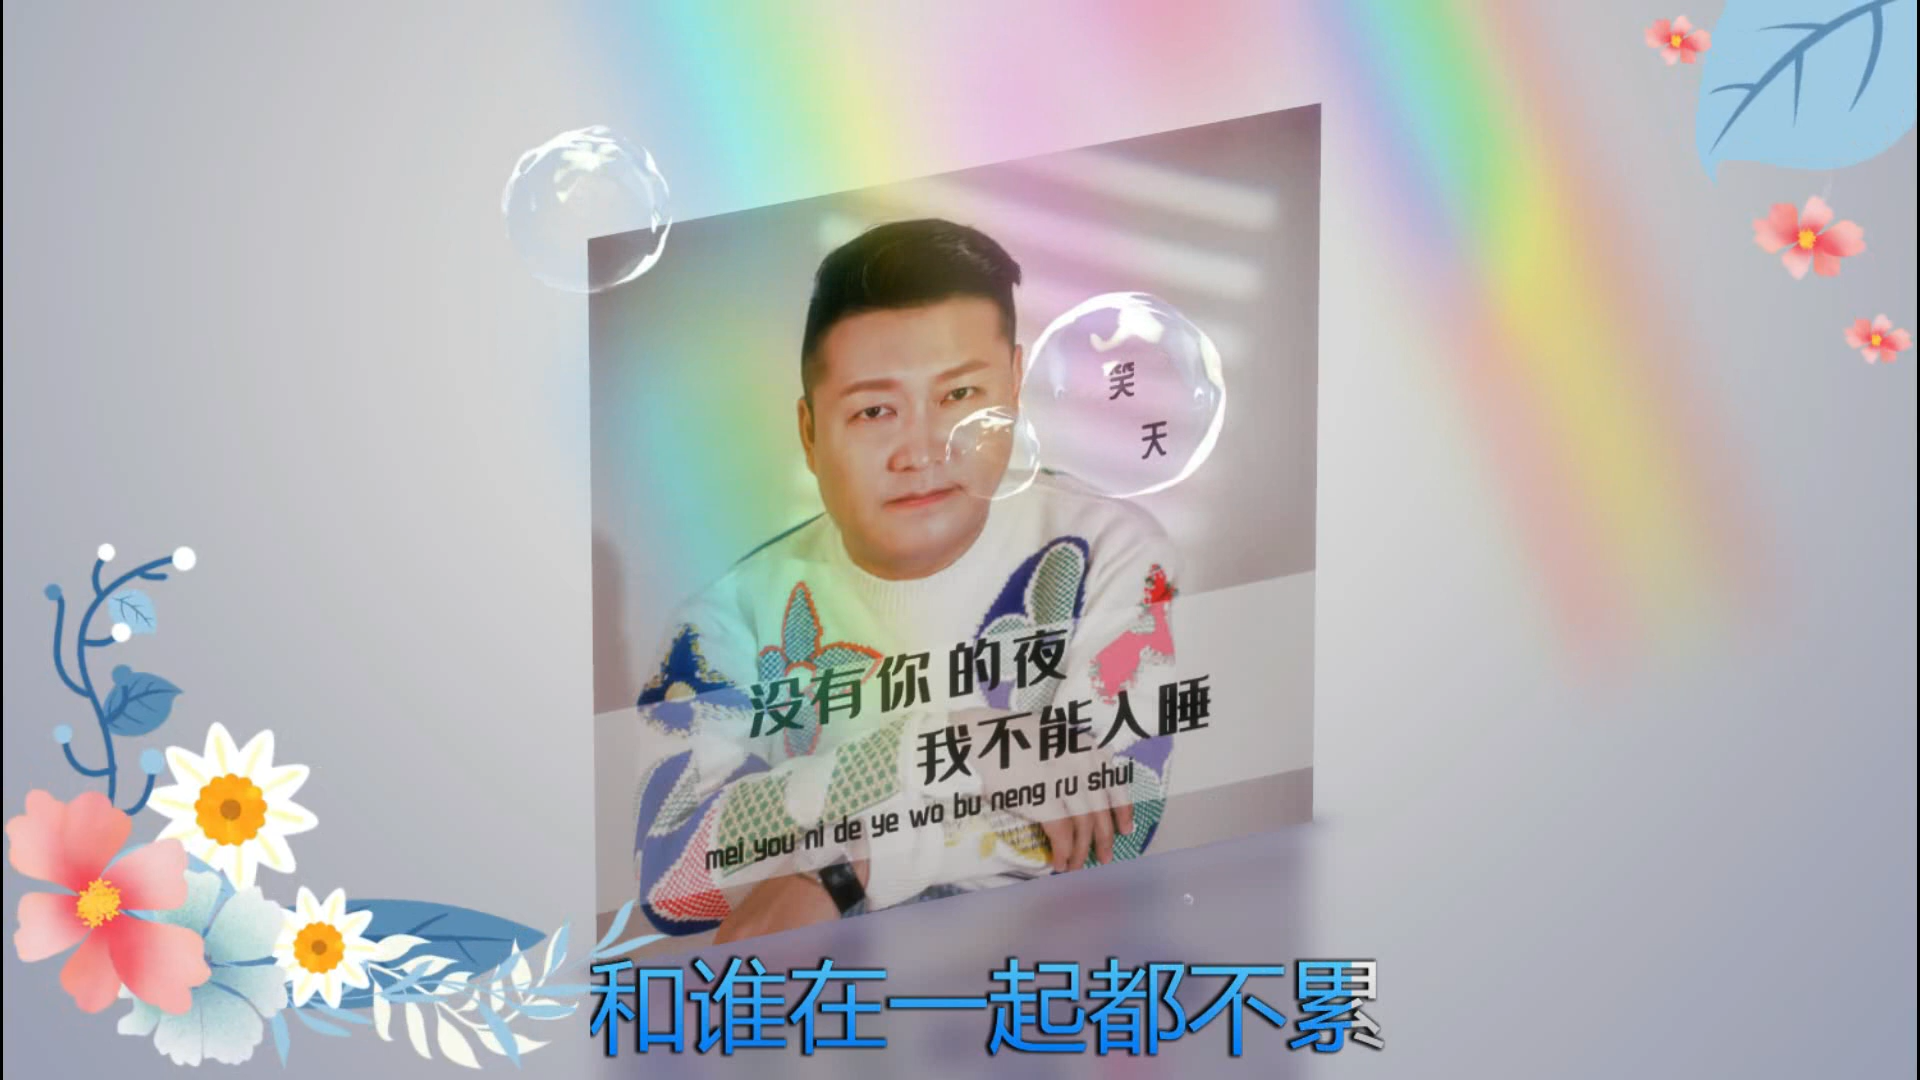 笑
天
没有你的夜
我不能入睡
mei you ni de ye wo bu neng ru shui
和谁在一起都不累